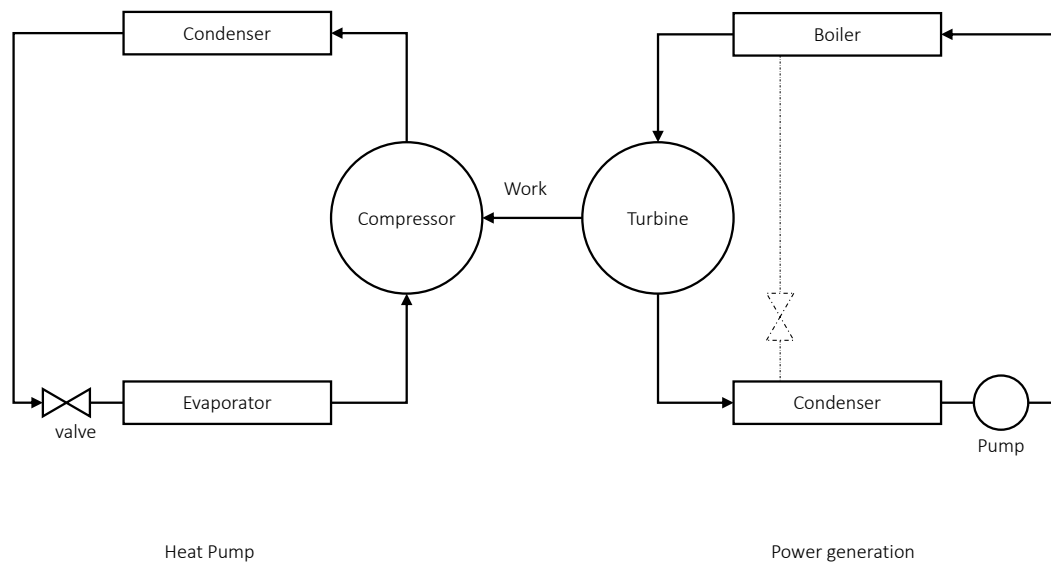 Condenser
Boiler
Work
Compressor
Turbine
Evaporator
Condenser
valve
Pump
Heat Pump
Power generation